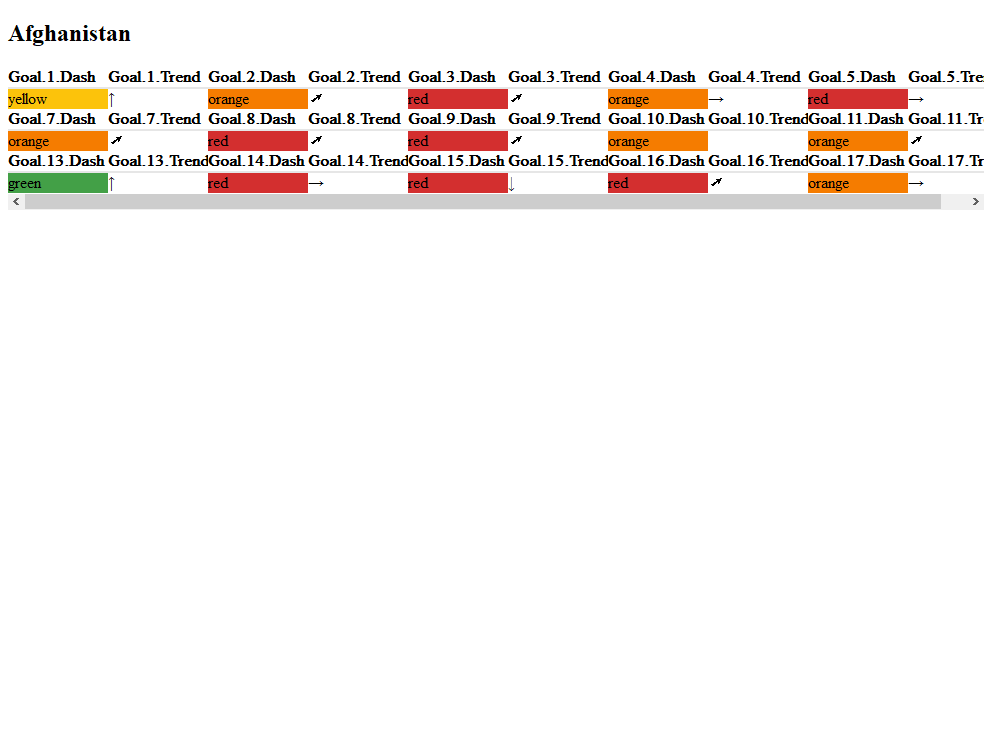 Afghanistan
Goal.1.Dash Goal.1.Trend Goal.2.Dash Goal.2.Trend Goal.3.Dash Goal.3.Trend Goal.4.Dash Goal.4.Trend Goal.5.Dash Goal.5.Tre
yellow ↑ orange ➚ red ➚ orange → red →
Goal.7.Dash Goal.7.Trend Goal.8.Dash Goal.8.Trend Goal.9.Dash Goal.9.Trend Goal.10.Dash Goal.10.Trend Goal.11.Dash Goal.11.Tr
orange ➚ red ➚ red ➚ orange orange ➚
Goal.13.Dash Goal.13.Trend Goal.14.Dash Goal.14.Trend Goal.15.Dash Goal.15.Trend Goal.16.Dash Goal.16.Trend Goal.17.Dash Goal.17.Tr
green ↑ red → red ↓ red ➚ orange →